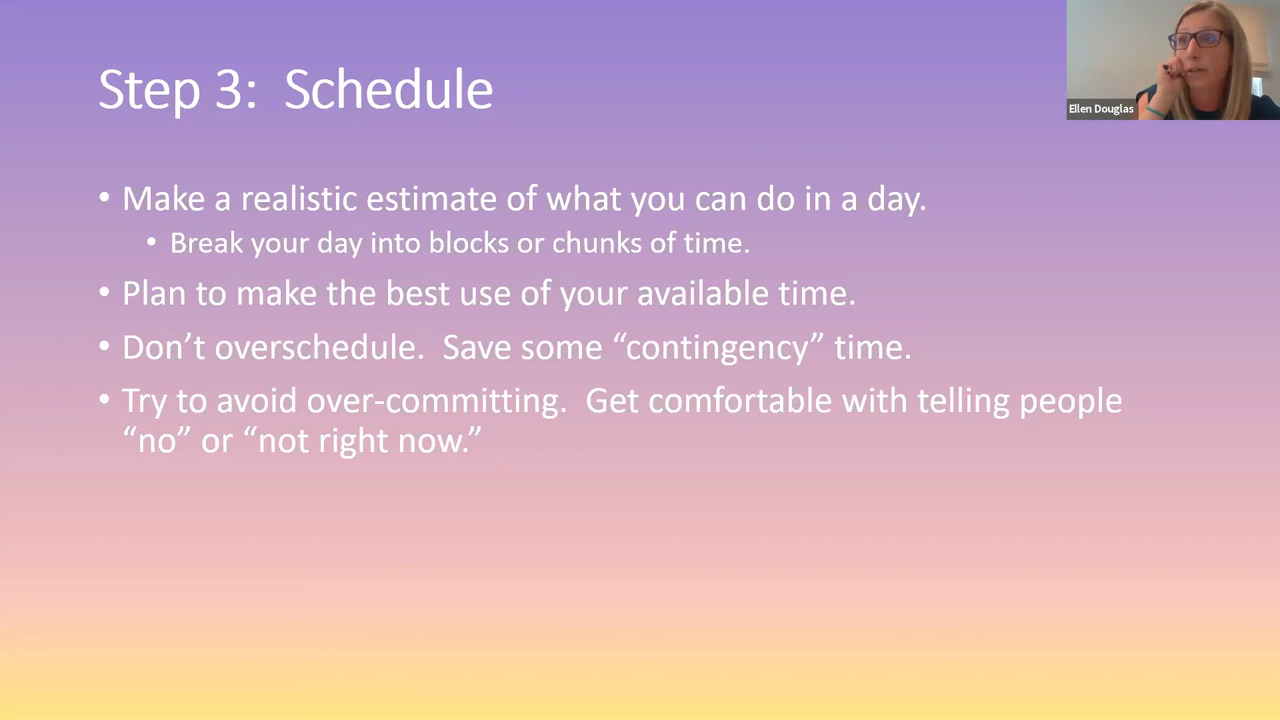 Step 3:  Schedule
Ellen Douglas
• Make a realistic estimate of what you can do in a day.
• Break your day into blocks or chunks of time.
• Plan to make the best use of your available time.
• Don’t overschedule.  Save some “contingency” time.
• Try to avoid over-committing.  Get comfortable with telling people
“no” or “not right now.”